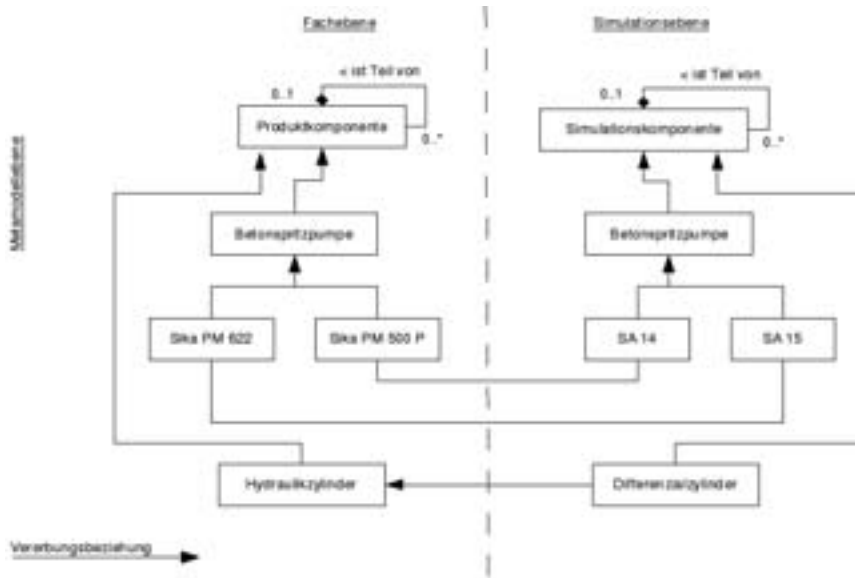 Fachebene
Simulationsebene
< ist Teil von
< ist Teil von
0..1
0..1
Produktkomponente
Simulationskomponente
0..*
0..*
Metamodellebene
Betonspritzpumpe
Betonspritzpumpe
Sika PM 622
Sika PM 500 P
SA 14
SA 15
Hydraulikzylinder
Differenzialzylinder
Vererbungsbeziehung